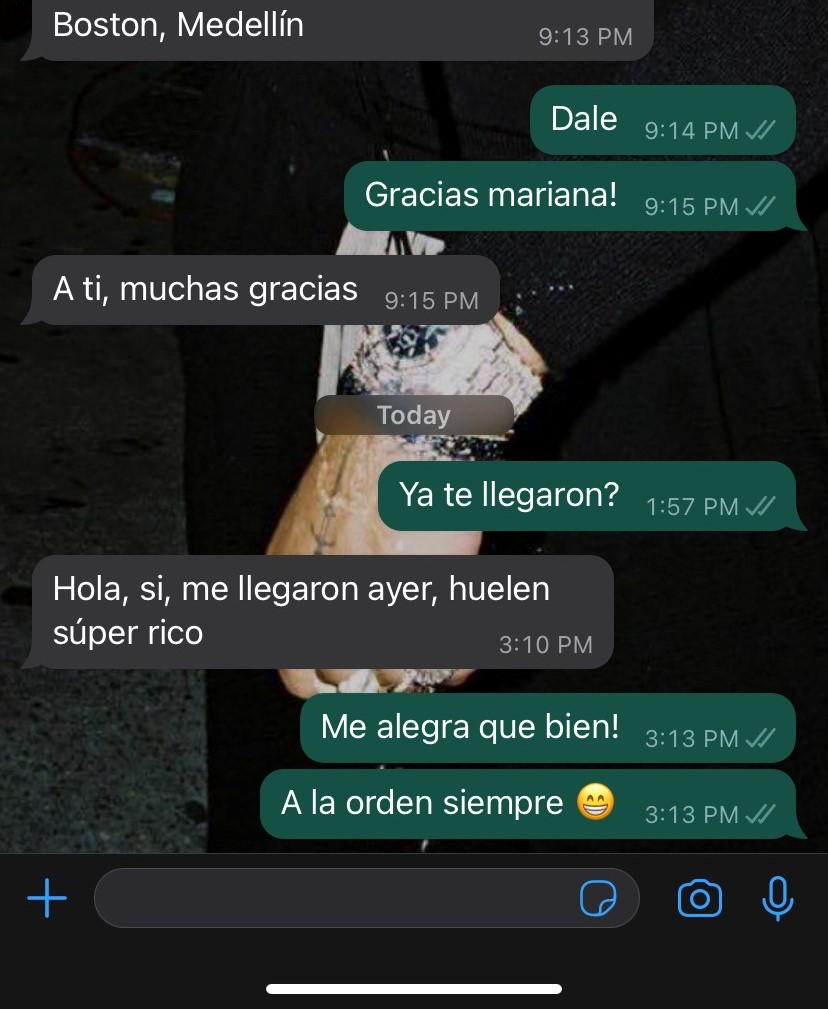 Boston, Medellín
9:13 PM
Dale 9:14 PM
Gracias mariana! 9:15 PM
A ti, muchas gracias 9:15 PM
Today
Ya te llegaron? 1:57 PM
Hola, si, me llegaron ayer, huelen
súper rico 3:10 PM
Me alegra que bien! 3:13 PM
A la orden siempre 😁 3:13 PM